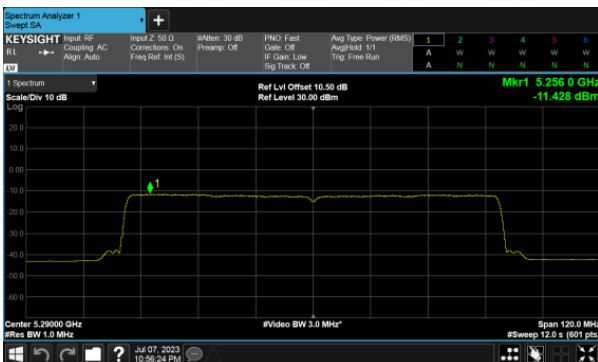 Spectrum Analyzer 1
Swept SA
+
KEYSIGHT Input: RF
RL
Coupling: AC
Align: Auto
LXI
Input Z: 50 Ω
Corrections: On
Freq Ref: Int (S)
#Atten: 30 dB
Preamp: Off
PNO: Fast
Gate: Off
IF Gain: Low
Sig Track: Off
Avg Type: Power (RMS)
Avg|Hold: 1/1
Trig: Free Run
1 2 3 4 5 6
A W W W W W
A N N N N N
1 Spectrum
Scale/Div 10 dB
Log
Ref Lvl Offset 10.50 dB
Ref Level 30.00 dBm
Mkr1 5.256 0 GHz
-11.428 dBm
20.0
10.0
0.00
-10.0
-20.0
-30.0
-40.0
-50.0
-60.0
1
Center 5.29000 GHz
#Res BW 1.0 MHz
#Video BW 3.0 MHz*
Span 120.0 MHz
#Sweep 12.0 s (601 pts)
?
Jul 07, 2023
10:56:24 PM